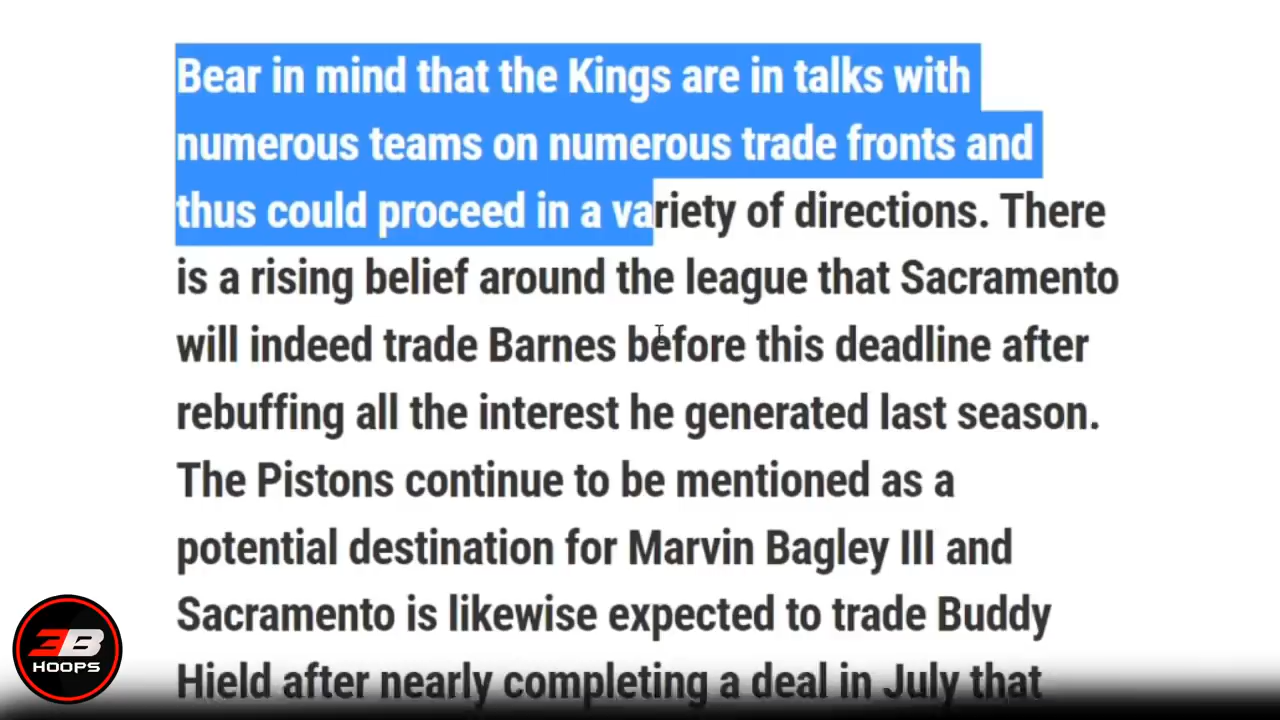 Bear in mind that the Kings are in talks with
numerous teams on numerous trade fronts and
thus could proceed in a variety of directions. There
is a rising belief around the league that Sacramento
will indeed trade Barnes before this deadline after
rebuffing all the interest he generated last season.
The Pistons continue to be mentioned as a
potential destination for Marvin Bagley III and
Sacramento is likewise expected to trade Buddy
Hield after nearly completing a deal in July that
3B
HOOPS